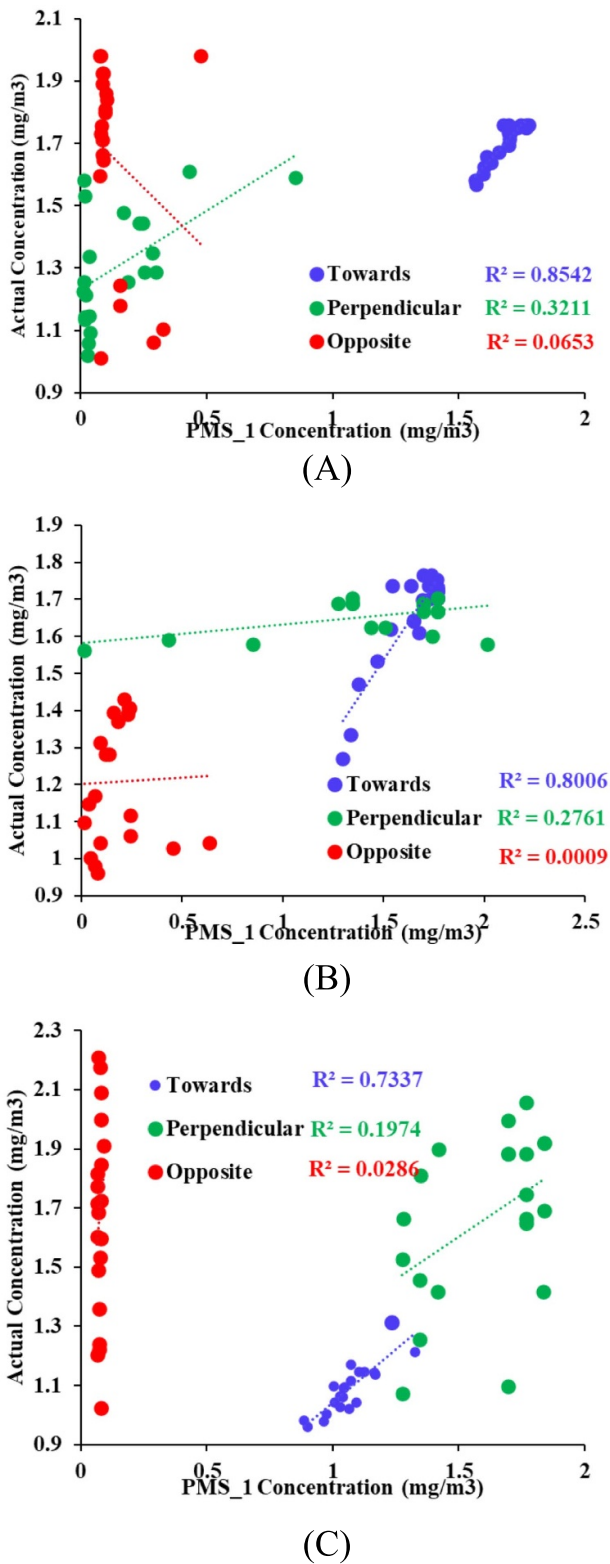 Actual Concentration (mg/m3)
2.1
1.9
1.7
1.5
1.3
1.1
0.9
Towards R² = 0.8542
Perpendicular R² = 0.3211
Opposite R² = 0.0653
0 0.5 1 1.5 2
PMS_1 Concentration (mg/m3)
(A)
Actual Concentration (mg/m3)
1.9
1.8
1.7
1.6
1.5
1.4
1.3
1.2
1.1
1
0.9
Towards R² = 0.8006
Perpendicular R² = 0.2761
Opposite R² = 0.0009
0 0.5 1 1.5 2 2.5
PMS_1 Concentration (mg/m3)
(B)
Actual Concentration (mg/m3)
2.3
2.1
1.9
1.7
1.5
1.3
1.1
0.9
Towards R² = 0.7337
Perpendicular R² = 0.1974
Opposite R² = 0.0286
0 0.5 1 1.5 2
PMS_1 Concentration (mg/m3)
(C)